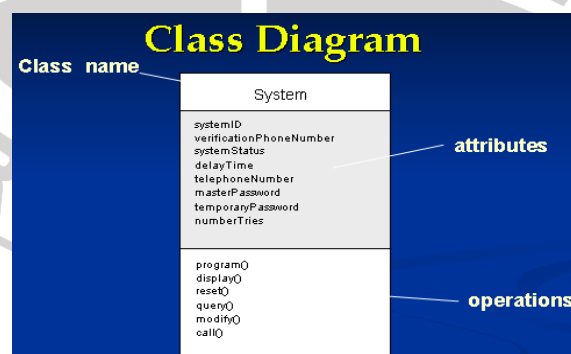 Class Diagram
Class name
System
systemID
verificationPhoneNumber
systemStatus
delayTime
telephoneNumber
masterPassword
temporaryPassword
numberTries
attributes
program()
display()
reset()
query()
modify()
call()
operations